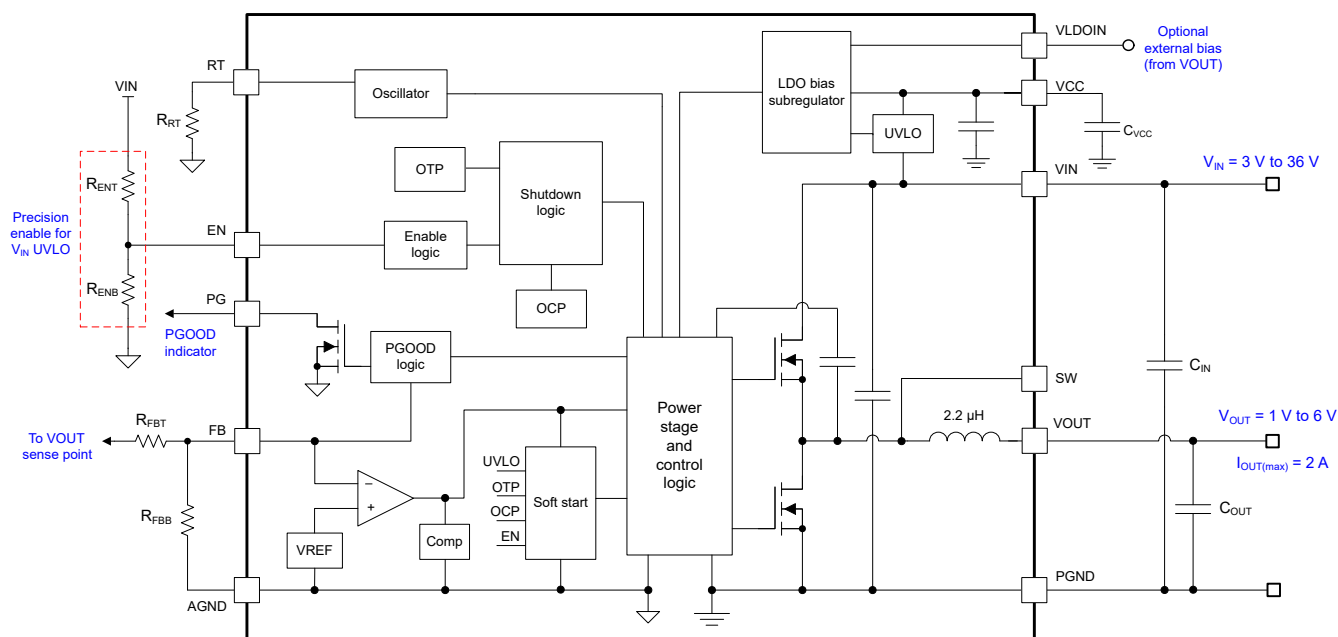 VLDOIN
Optional
external bias
(from VOUT)
RT
VIN
Oscillator
LDO bias
subregulator
VCC
R_RT
UVLO
C_VCC
OTP
Shutdown
logic
VIN
V_IN = 3 V to 36 V
R_ENT
Precision
enable for
V_IN UVLO
EN
Enable
logic
R_ENB
OCP
PG
PGOOD
indicator
PGOOD
logic
C_IN
SW
Power
stage
and
control
logic
2.2 µH
VOUT
V_OUT = 1 V to 6 V
I_OUT(max) = 2 A
R_FBT
FB
To VOUT
sense point
UVLO
OTP
OCP
EN
Soft start
−
+
R_FBB
VREF
Comp
C_OUT
AGND
PGND